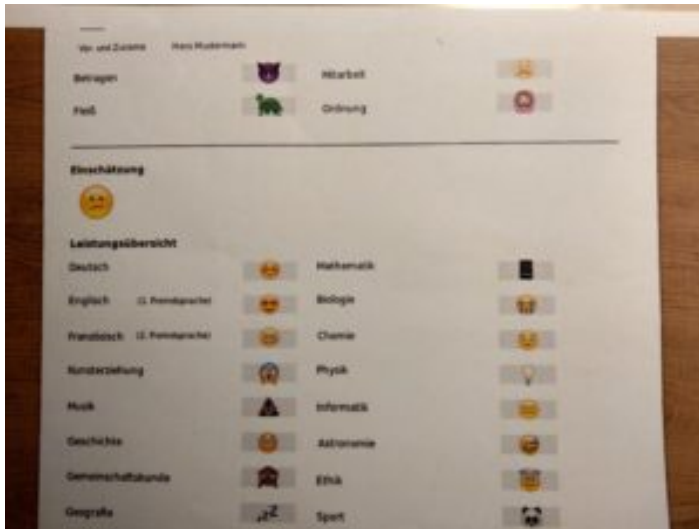 Vor- und Zuname Hans Mustermann
Betragen Mitarbeit
Fleiß Ordnung
Einschätzung
Leistungsübersicht
Deutsch Mathematik
Englisch (1. Fremdsprache) Biologie
Französisch (2. Fremdsprache) Chemie
Kunsterziehung Physik
Musik Informatik
Geschichte Astronomie
Gemeinschaftskunde Ethik
Geografie Sport